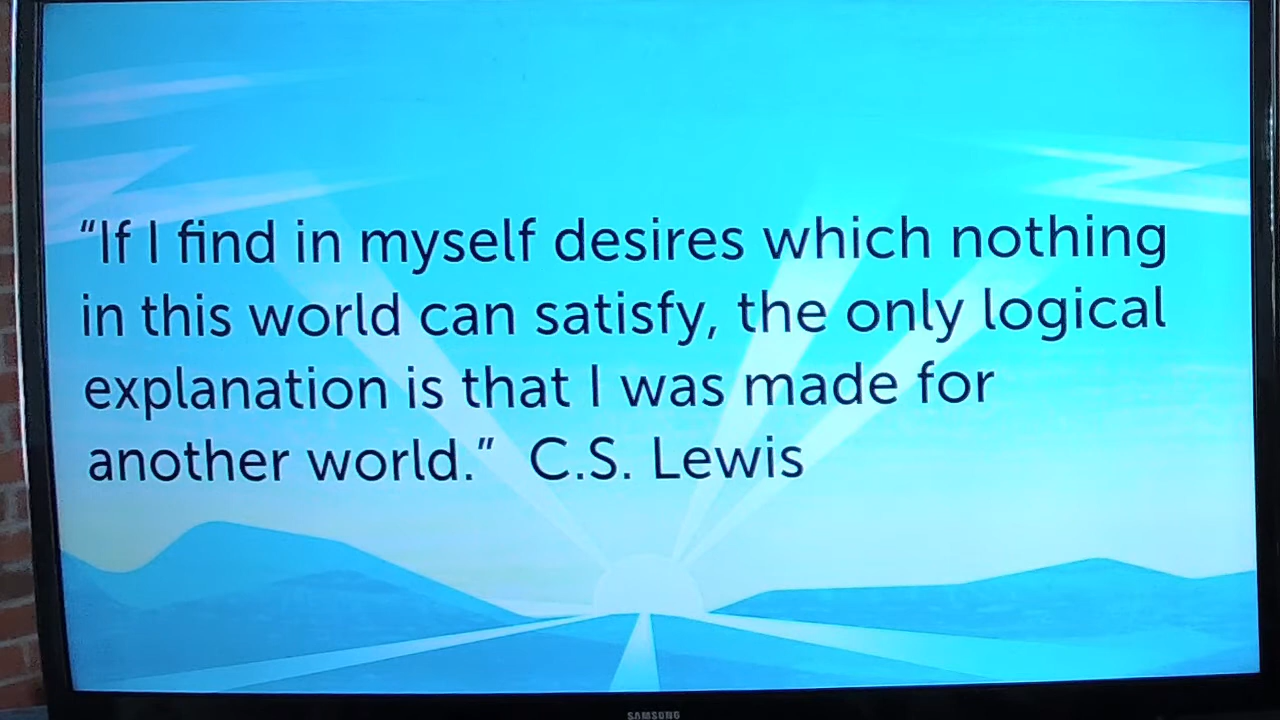 “If I find in myself desires which nothing
in this world can satisfy, the only logical
explanation is that I was made for
another world.”  C.S. Lewis
SAMSUNG